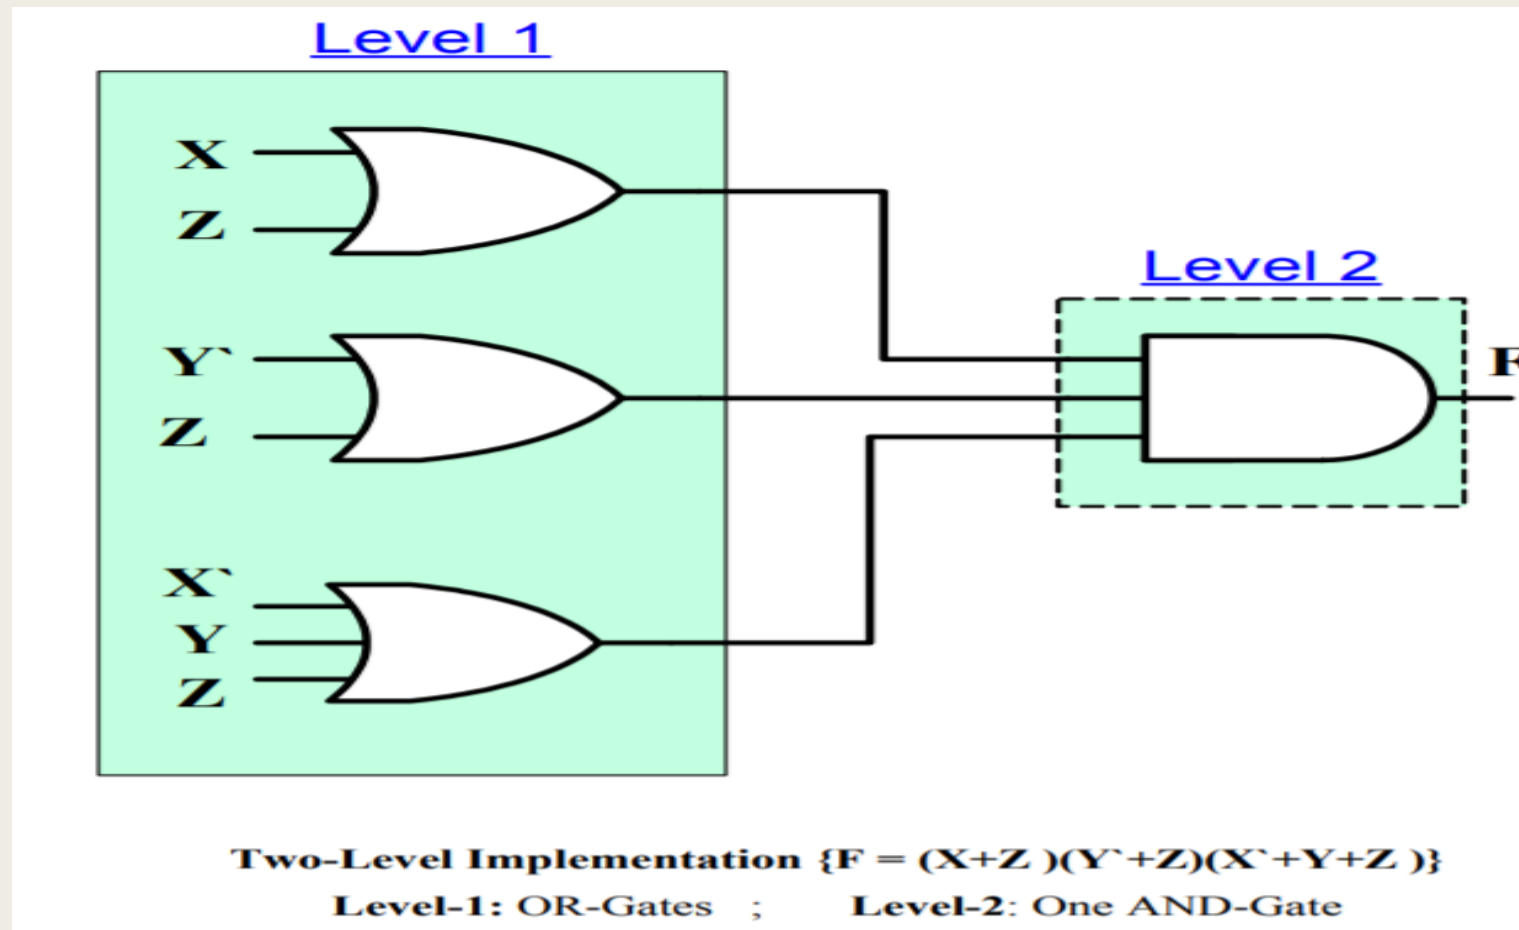 Level 1
X
Z
Level 2
Y`
F
Z
X`
Y
Z
Two-Level Implementation {F = (X+Z )(Y`+Z)(X`+Y+Z )}
Level-1: OR-Gates ; Level-2: One AND-Gate